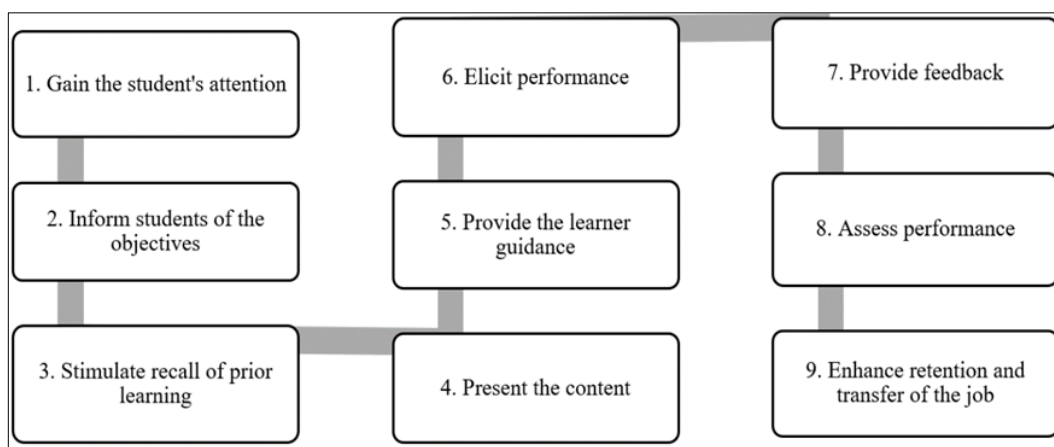 1. Gain the student's attention
2. Inform students of the
objectives
3. Stimulate recall of prior
learning
4. Present the content
5. Provide the learner
guidance
6. Elicit performance
7. Provide feedback
8. Assess performance
9. Enhance retention and
transfer of the job